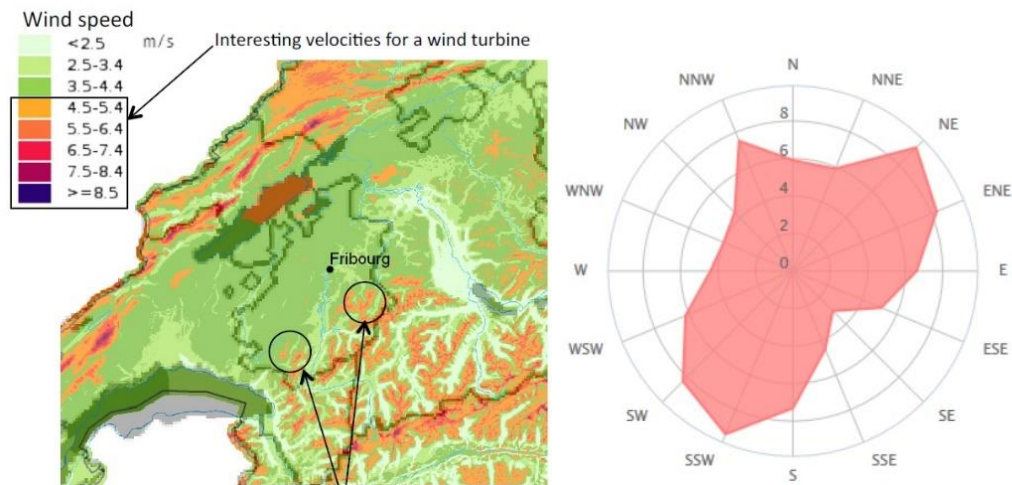 Wind speed
<2.5 m/s
2.5-3.4
3.5-4.4
4.5-5.4
5.5-6.4
6.5-7.4
7.5-8.4
>=8.5
Interesting velocities for a wind turbine
Fribourg
N
NNE
NE
ENE
E
ESE
SE
SSE
S
SSW
SW
WSW
W
WNW
NW
NNW
8
6
4
2
0